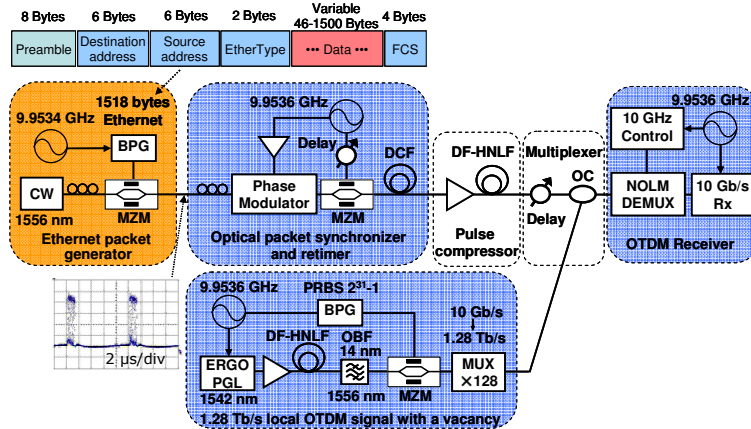 8 Bytes
6 Bytes
6 Bytes
2 Bytes
Variable
46-1500 Bytes
4 Bytes
Preamble
Destination
address
Source
address
EtherType
••• Data •••
FCS
1518 bytes
Ethernet
9.9534 GHz
BPG
CW
1556 nm
MZM
Ethernet packet
generator
9.9536 GHz
Delay
Phase
Modulator
MZM
DCF
Optical packet synchronizer
and retimer
DF-HNLF
Pulse
compressor
Multiplexer
OC
Delay
9.9536 GHz
10 GHz
Control
NOLM
DEMUX
10 Gb/s
Rx
OTDM Receiver
2 µs/div
9.9536 GHz
PRBS 2³¹-1
BPG
DF-HNLF
OBF
14 nm
1556 nm
ERGO
PGL
1542 nm
MZM
10 Gb/s
1.28 Tb/s
MUX
×128
1.28 Tb/s local OTDM signal with a vacancy